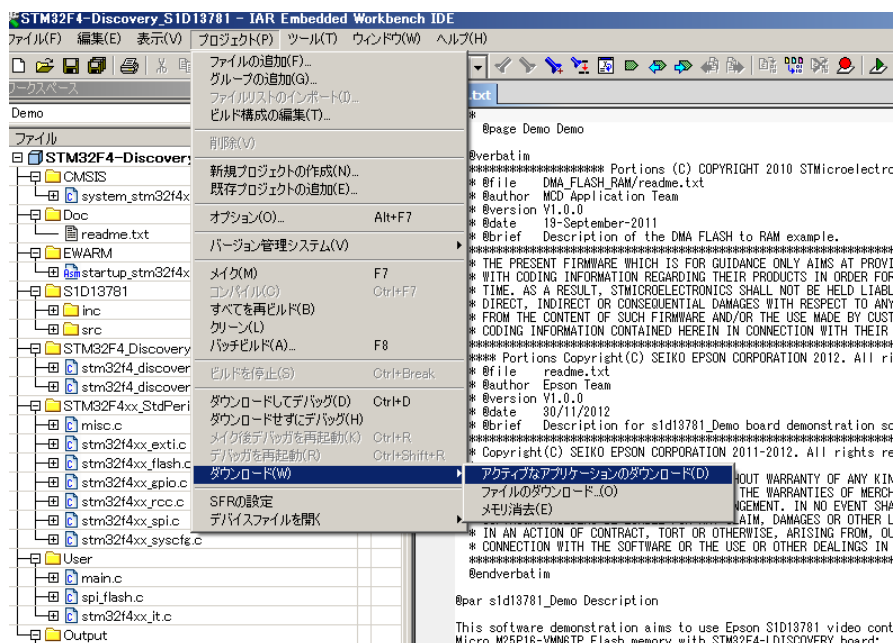 STM32F4-Discovery_S1D13781 - IAR Embedded Workbench IDE
ファイル(F) 編集(E) 表示(V) プロジェクト(P) ツール(T) ウィンドウ(W) ヘルプ(H)
ワークスペース
Demo
ファイル
STM32F4-Discover
CMSIS
system_stm32f4x
Doc
readme.txt
EWARM
startup_stm32f4x
S1D13781
inc
src
STM32F4_Discovery
stm32f4_discover
stm32f4_discover
STM32F4xx_StdPeri
misc.c
stm32f4xx_exti.c
stm32f4xx_flash.c
stm32f4xx_gpio.c
stm32f4xx_rcc.c
stm32f4xx_spi.c
stm32f4xx_syscfg.c
User
main.c
spi_flash.c
stm32f4xx_it.c
Output
ファイルの追加(F)...
グループの追加(G)...
ファイルリストのインポート(I)...
ビルド構成の編集(T)...
削除(V)
新規プロジェクトの作成(N)...
既存プロジェクトの追加(E)...
オプション(O)... Alt+F7
バージョン管理システム(V)
メイク(M) F7
コンパイル(C) Ctrl+F7
すべてを再ビルド(B)
クリーン(L)
バッチビルド(A)... F8
ビルドを停止(S) Ctrl+Break
ダウンロードしてデバッグ(D) Ctrl+D
ダウンロードせずにデバッグ(H)
メイク後デバッガを再起動(K) Ctrl+R
デバッガを再起動(R) Ctrl+Shift+R
ダウンロード(W)
SFRの設定
デバイスファイルを開く
アクティブなアプリケーションのダウンロード(D)
ファイルのダウンロード...(O)
メモリ消去(E)
.txt
*
@page Demo Demo
@verbatim
******************** Portions (C) COPYRIGHT 2010 STMicroelectro
* @file DMA_FLASH_RAM/readme.txt
* @author MCD Application Team
* @version V1.0.0
* @date 19-September-2011
* @brief Description of the DMA FLASH to RAM example.
* THE PRESENT FIRMWARE WHICH IS FOR GUIDANCE ONLY AIMS AT PROVI
* WITH CODING INFORMATION REGARDING THEIR PRODUCTS IN ORDER FOR
* TIME. AS A RESULT, STMICROELECTRONICS SHALL NOT BE HELD LIABL
* DIRECT, INDIRECT OR CONSEQUENTIAL DAMAGES WITH RESPECT TO ANY
* FROM THE CONTENT OF SUCH FIRMWARE AND/OR THE USE MADE BY CUST
* CODING INFORMATION CONTAINED HEREIN IN CONNECTION WITH THEIR
**** Portions Copyright(C) SEIKO EPSON CORPORATION 2012. All ri
* @file readme.txt
* @author Epson Team
* @version V1.0.0
* @date 30/11/2012
* @brief Description for s1d13781_Demo board demonstration so
* Copyright(C) SEIKO EPSON CORPORATION 2011-2012. All rights re
HOUT WARRANTY OF ANY KIN
THE WARRANTIES OF MERCH
NGEMENT. IN NO EVENT SHA
AIM, DAMAGES OR OTHER L
* IN AN ACTION OF CONTRACT, TORT OR OTHERWISE, ARISING FROM, OU
* CONNECTION WITH THE SOFTWARE OR THE USE OR OTHER DEALINGS IN
@endverbatim
@par s1d13781_Demo Description
This software demonstration aims to use Epson S1D13781 video cont
Micro M25P16-VMN6TP Flash memory with STM32F4-LDISCOVERY board: